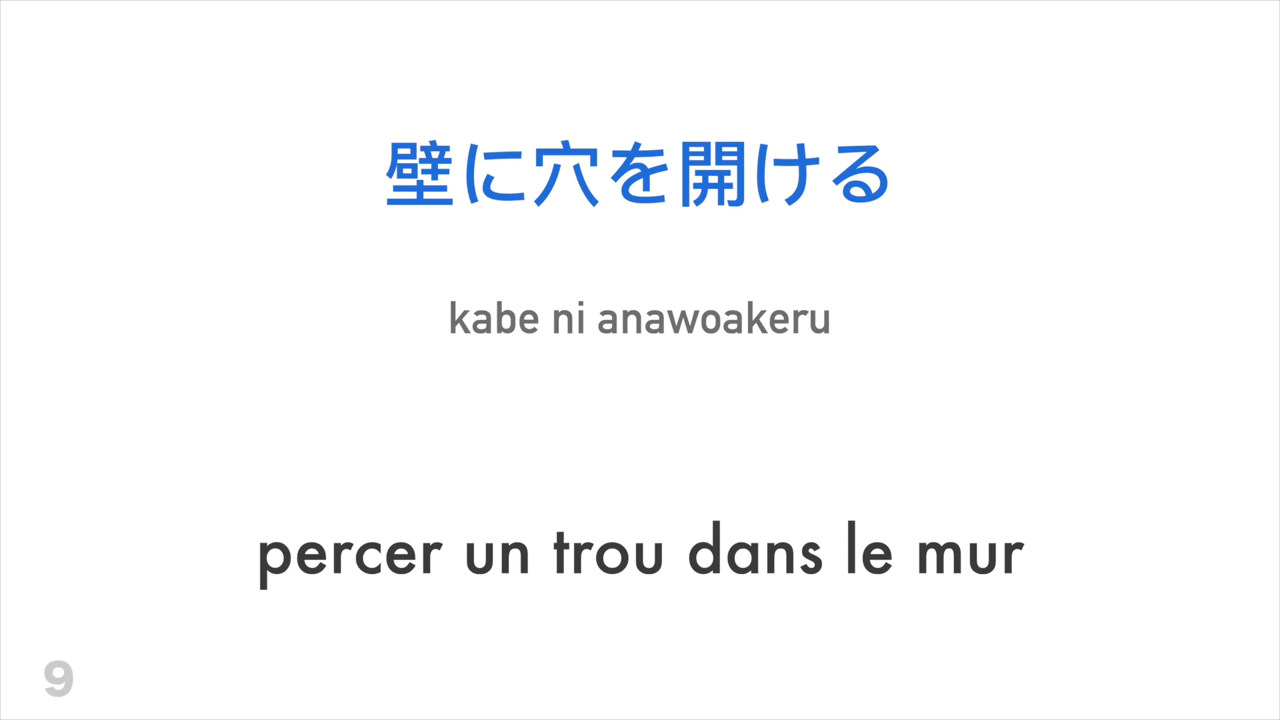 壁に穴を開ける
kabe ni anawoakeru
percer un trou dans le mur
9